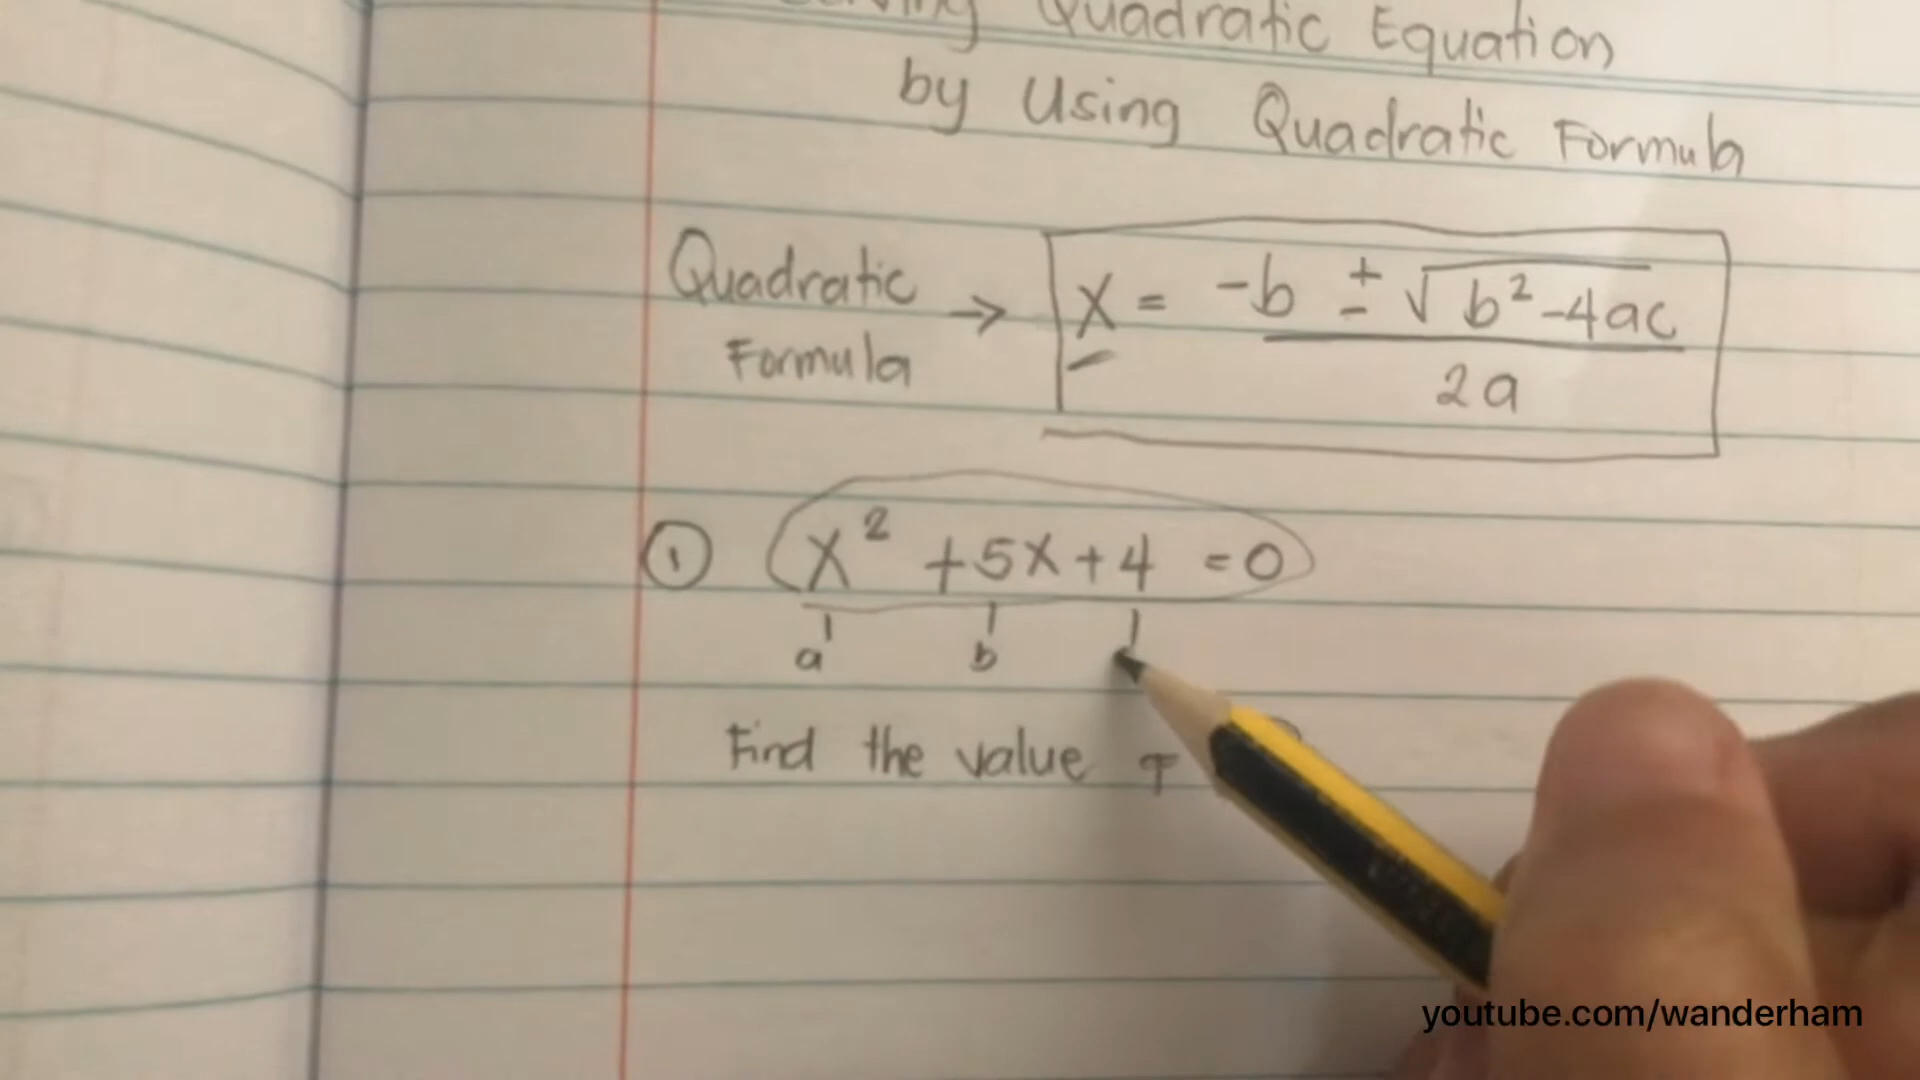 Quadratic Equation
by Using Quadratic Formula
Quadratic Formula → x = -b ± √b²-4ac / 2a
① x² +5x+4 =0
a b
Find the value
youtube.com/wanderham